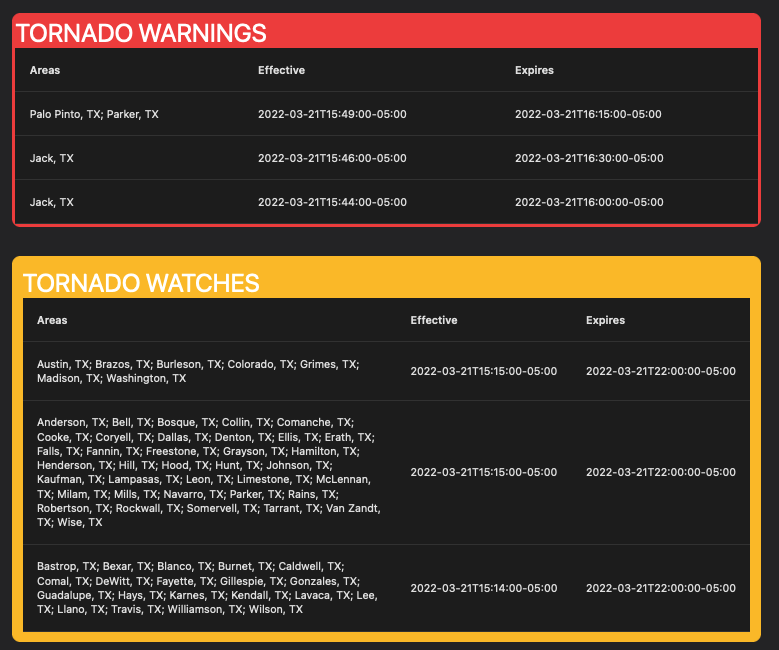 TORNADO WARNINGS
Areas Effective Expires
Palo Pinto, TX; Parker, TX 2022-03-21T15:49:00-05:00 2022-03-21T16:15:00-05:00
Jack, TX 2022-03-21T15:46:00-05:00 2022-03-21T16:30:00-05:00
Jack, TX 2022-03-21T15:44:00-05:00 2022-03-21T16:00:00-05:00
TORNADO WATCHES
Areas Effective Expires
Austin, TX; Brazos, TX; Burleson, TX; Colorado, TX; Grimes, TX;
Madison, TX; Washington, TX
2022-03-21T15:15:00-05:00 2022-03-21T22:00:00-05:00
Anderson, TX; Bell, TX; Bosque, TX; Collin, TX; Comanche, TX;
Cooke, TX; Coryell, TX; Dallas, TX; Denton, TX; Ellis, TX; Erath, TX;
Falls, TX; Fannin, TX; Freestone, TX; Grayson, TX; Hamilton, TX;
Henderson, TX; Hill, TX; Hood, TX; Hunt, TX; Johnson, TX;
Kaufman, TX; Lampasas, TX; Leon, TX; Limestone, TX; McLennan,
TX; Milam, TX; Mills, TX; Navarro, TX; Parker, TX; Rains, TX;
Robertson, TX; Rockwall, TX; Somervell, TX; Tarrant, TX; Van Zandt,
TX; Wise, TX
2022-03-21T15:15:00-05:00 2022-03-21T22:00:00-05:00
Bastrop, TX; Bexar, TX; Blanco, TX; Burnet, TX; Caldwell, TX;
Comal, TX; DeWitt, TX; Fayette, TX; Gillespie, TX; Gonzales, TX;
Guadalupe, TX; Hays, TX; Karnes, TX; Kendall, TX; Lavaca, TX; Lee,
TX; Llano, TX; Travis, TX; Williamson, TX; Wilson, TX
2022-03-21T15:14:00-05:00 2022-03-21T22:00:00-05:00